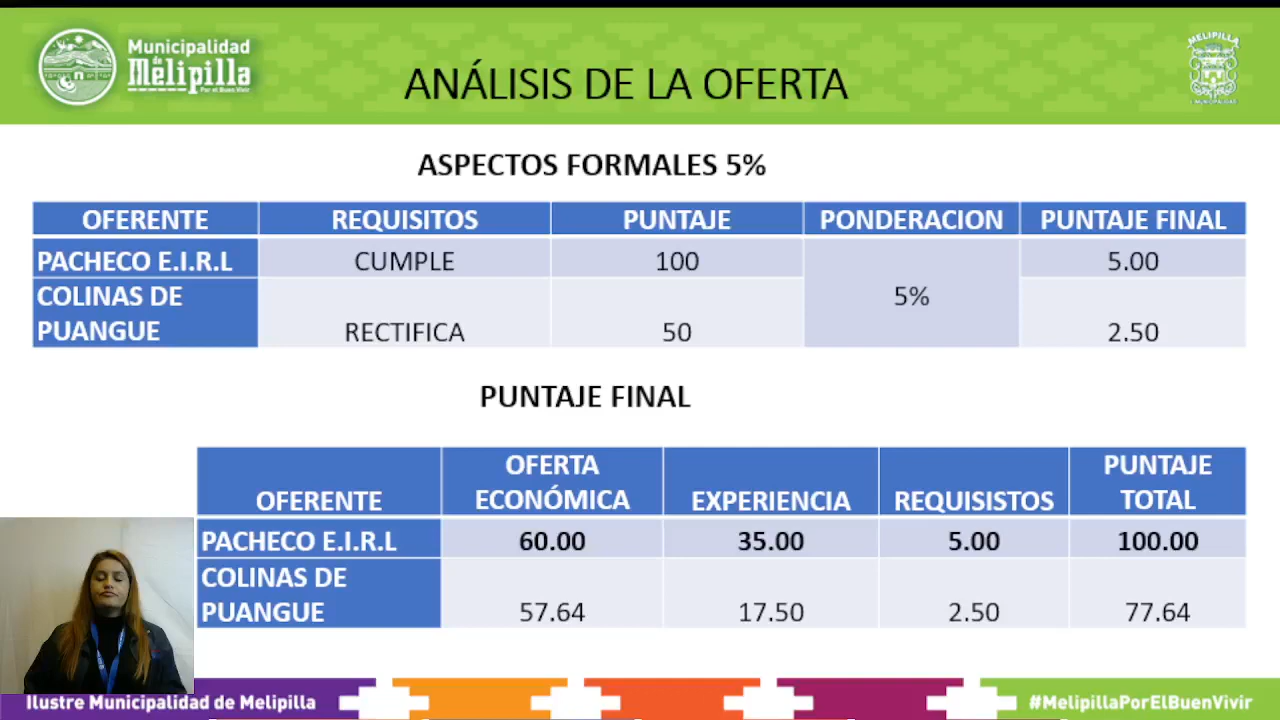 Municipalidad
de
Melipilla
Por el Buen Vivir
MELIPILLA
I. MUNICIPALIDAD
ANÁLISIS DE LA OFERTA
ASPECTOS FORMALES 5%
OFERENTE REQUISITOS PUNTAJE PONDERACION PUNTAJE FINAL
PACHECO E.I.R.L CUMPLE 100 5.00
COLINAS DE 5%
PUANGUE RECTIFICA 50 2.50
PUNTAJE FINAL
OFERTA PUNTAJE
OFERENTE ECONÓMICA EXPERIENCIA REQUISISTOS TOTAL
PACHECO E.I.R.L 60.00 35.00 5.00 100.00
COLINAS DE
PUANGUE 57.64 17.50 2.50 77.64
Ilustre Municipalidad de Melipilla #MelipillaPorElBuenVivir